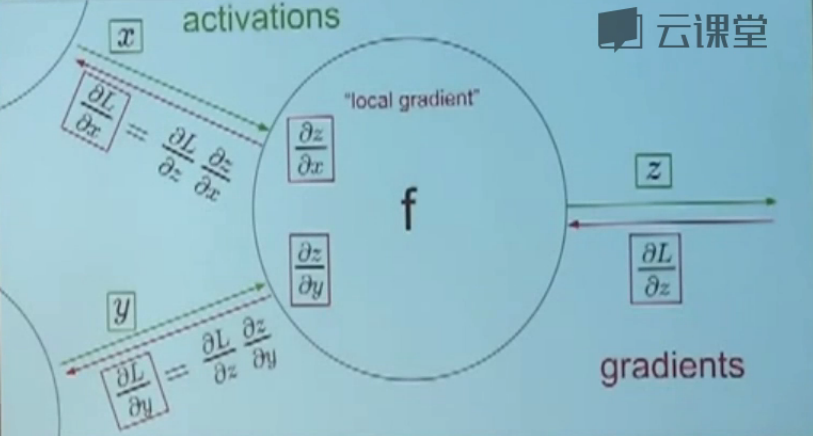 activations
云课堂
x
"local gradient"
∂L/∂x = ∂L/∂z ∂z/∂x
∂z/∂x
z
f
∂z/∂y
∂L/∂z
y
∂L/∂y = ∂L/∂z ∂z/∂y
gradients